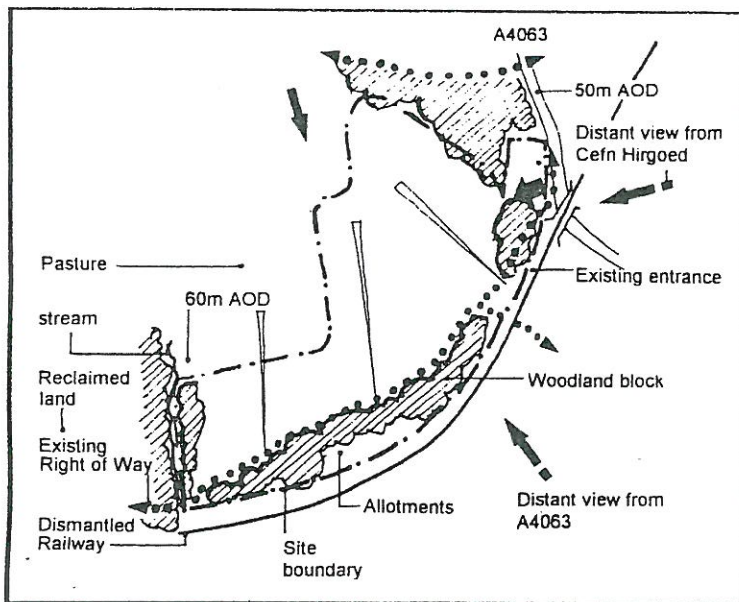 A4063
50m AOD
Distant view from
Cefn Hirgoed
Existing entrance
Pasture
60m AOD
stream
Reclaimed
land
Existing
Right of Way
Woodland block
Allotments
Distant view from
A4063
Dismantled
Railway
Site
boundary